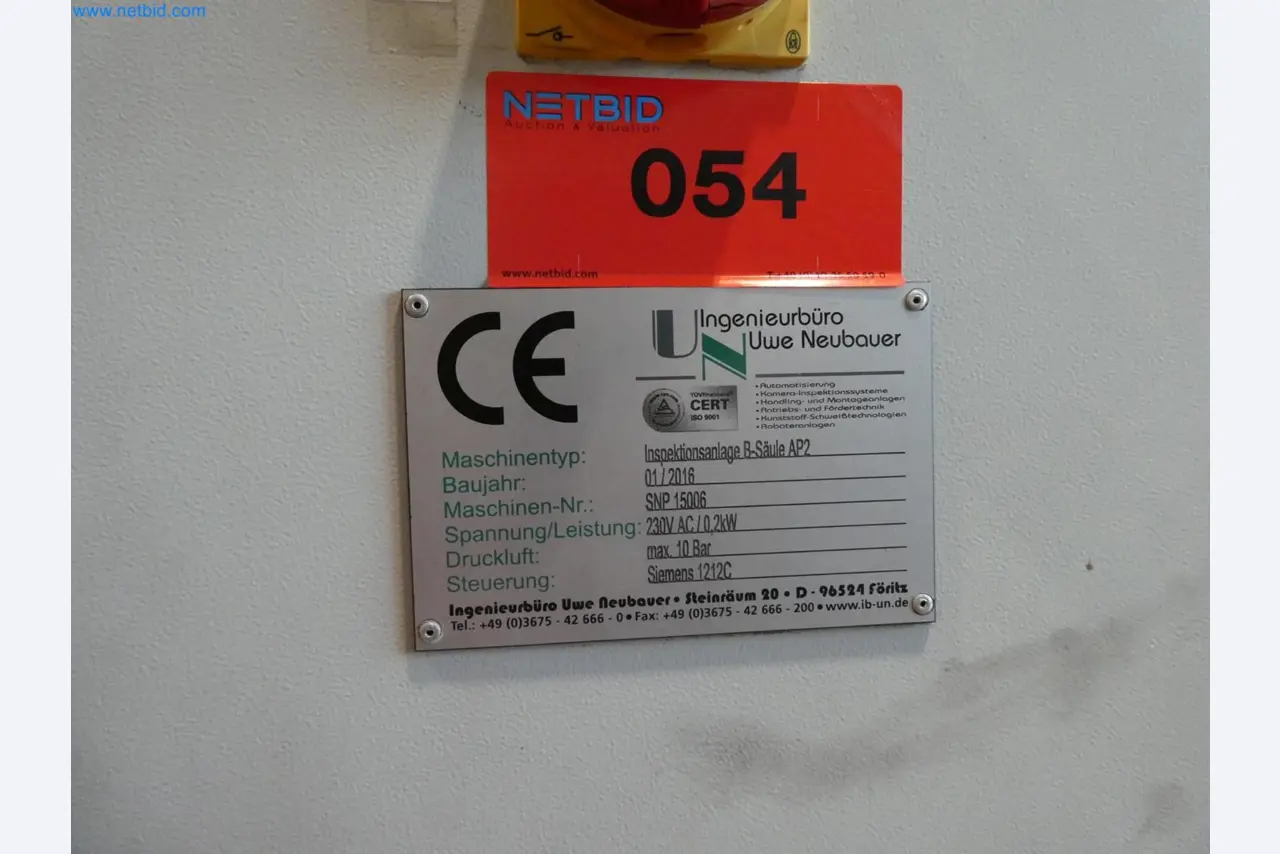 www.netbid.com
NETBID
Auction & Valuation
054
www.netbid.com
CE
UN
Ingenieurbüro
Uwe Neubauer
TÜVRheinland
CERT
ISO 9001
• Automatisierung
• Kamera-Inspektionssysteme
• Handling- und Montageanlagen
• Antriebs- und Fördertechnik
• Kunststoff-Schweißtechnologien
• Roboteranlagen
Maschinentyp: Inspektionsanlage B-Säule AP2
Baujahr: 01 / 2016
Maschinen-Nr.: SNP 15006
Spannung/Leistung: 230V AC / 0,2kW
Druckluft: max. 10 Bar
Steuerung: Siemens 1212C
Ingenieurbüro Uwe Neubauer • Steinräum 20 • D - 96524 Föritz
Tel.: +49 (0)3675 - 42 666 - 0 • Fax: +49 (0)3675 - 42 666 - 200 • www.ib-un.de